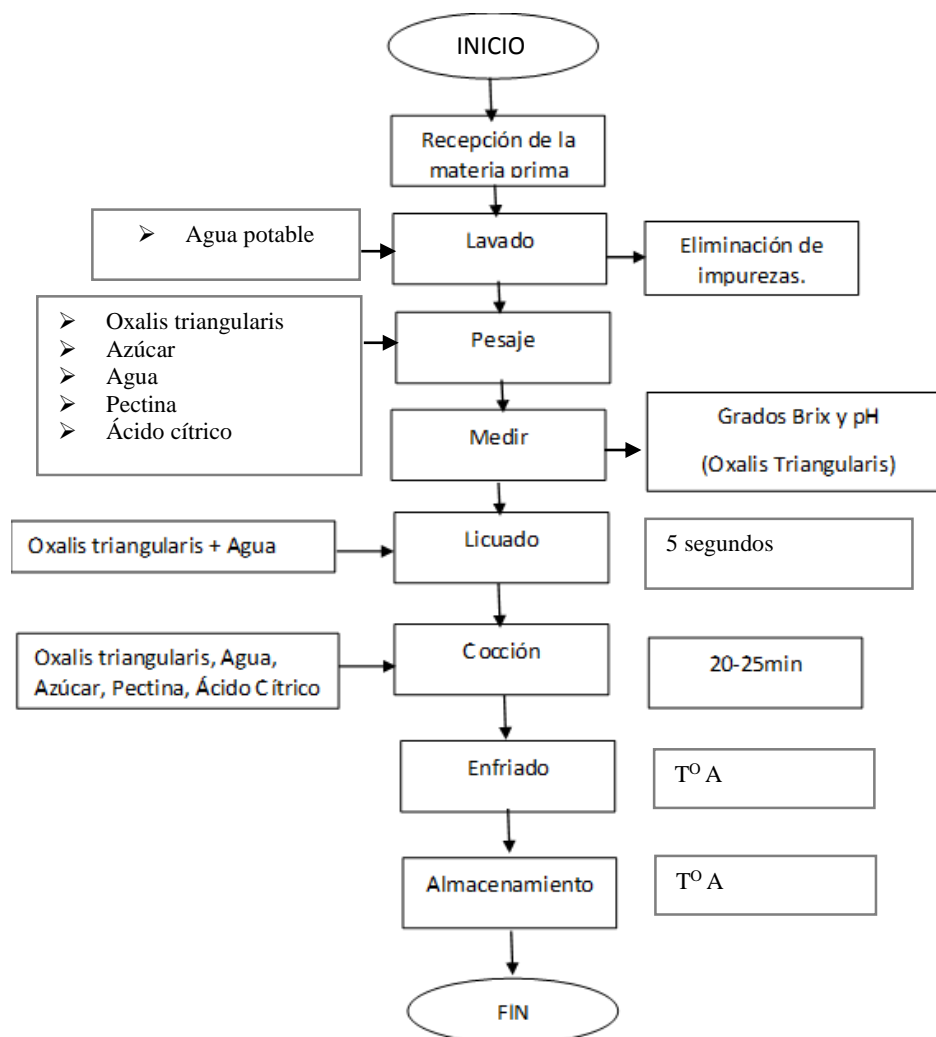 INICIO
Recepción de la
materia prima
➢ Agua potable
Lavado
Eliminación de
impurezas.
➢ Oxalis triangularis
➢ Azúcar
➢ Agua
➢ Pectina
➢ Ácido cítrico
Pesaje
Medir
Grados Brix y pH
(Oxalis Triangularis)
Oxalis triangularis + Agua
Licuado
5 segundos
Oxalis triangularis, Agua,
Azúcar, Pectina, Ácido Cítrico
Cocción
20-25min
Enfriado
Tº A
Almacenamiento
Tº A
FIN